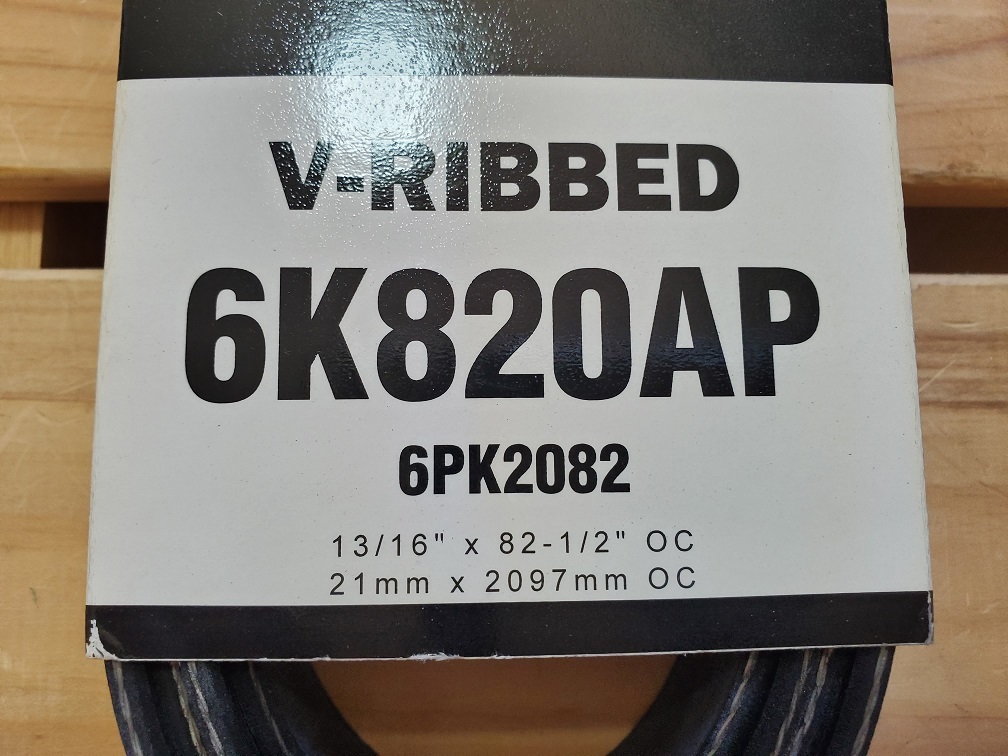 V-RIBBED
6K820AP
6PK2082
13/16" x 82-1/2" OC
21mm x 2097mm OC